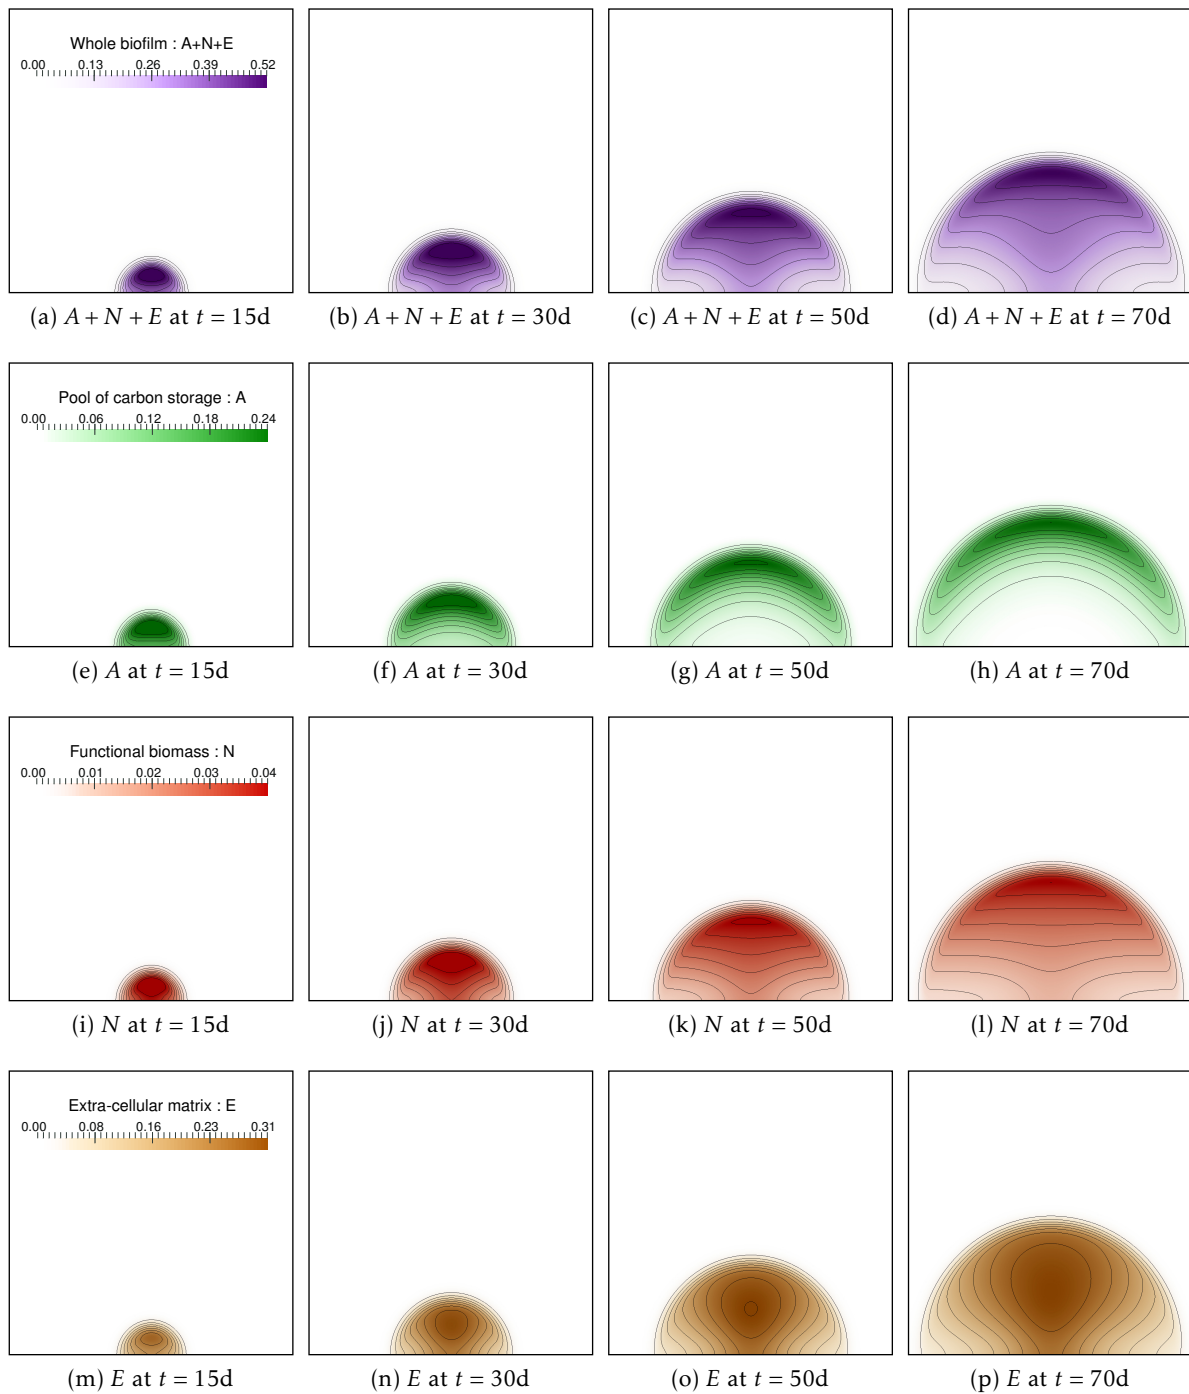 Whole biofilm : A+N+E
0.00 0.13 0.26 0.39 0.52
(a) A + N + E at t = 15d (b) A + N + E at t = 30d (c) A + N + E at t = 50d (d) A + N + E at t = 70d
Pool of carbon storage : A
0.00 0.06 0.12 0.18 0.24
(e) A at t = 15d (f) A at t = 30d (g) A at t = 50d (h) A at t = 70d
Functional biomass : N
0.00 0.01 0.02 0.03 0.04
(i) N at t = 15d (j) N at t = 30d (k) N at t = 50d (l) N at t = 70d
Extra-cellular matrix : E
0.00 0.08 0.16 0.23 0.31
(m) E at t = 15d (n) E at t = 30d (o) E at t = 50d (p) E at t = 70d